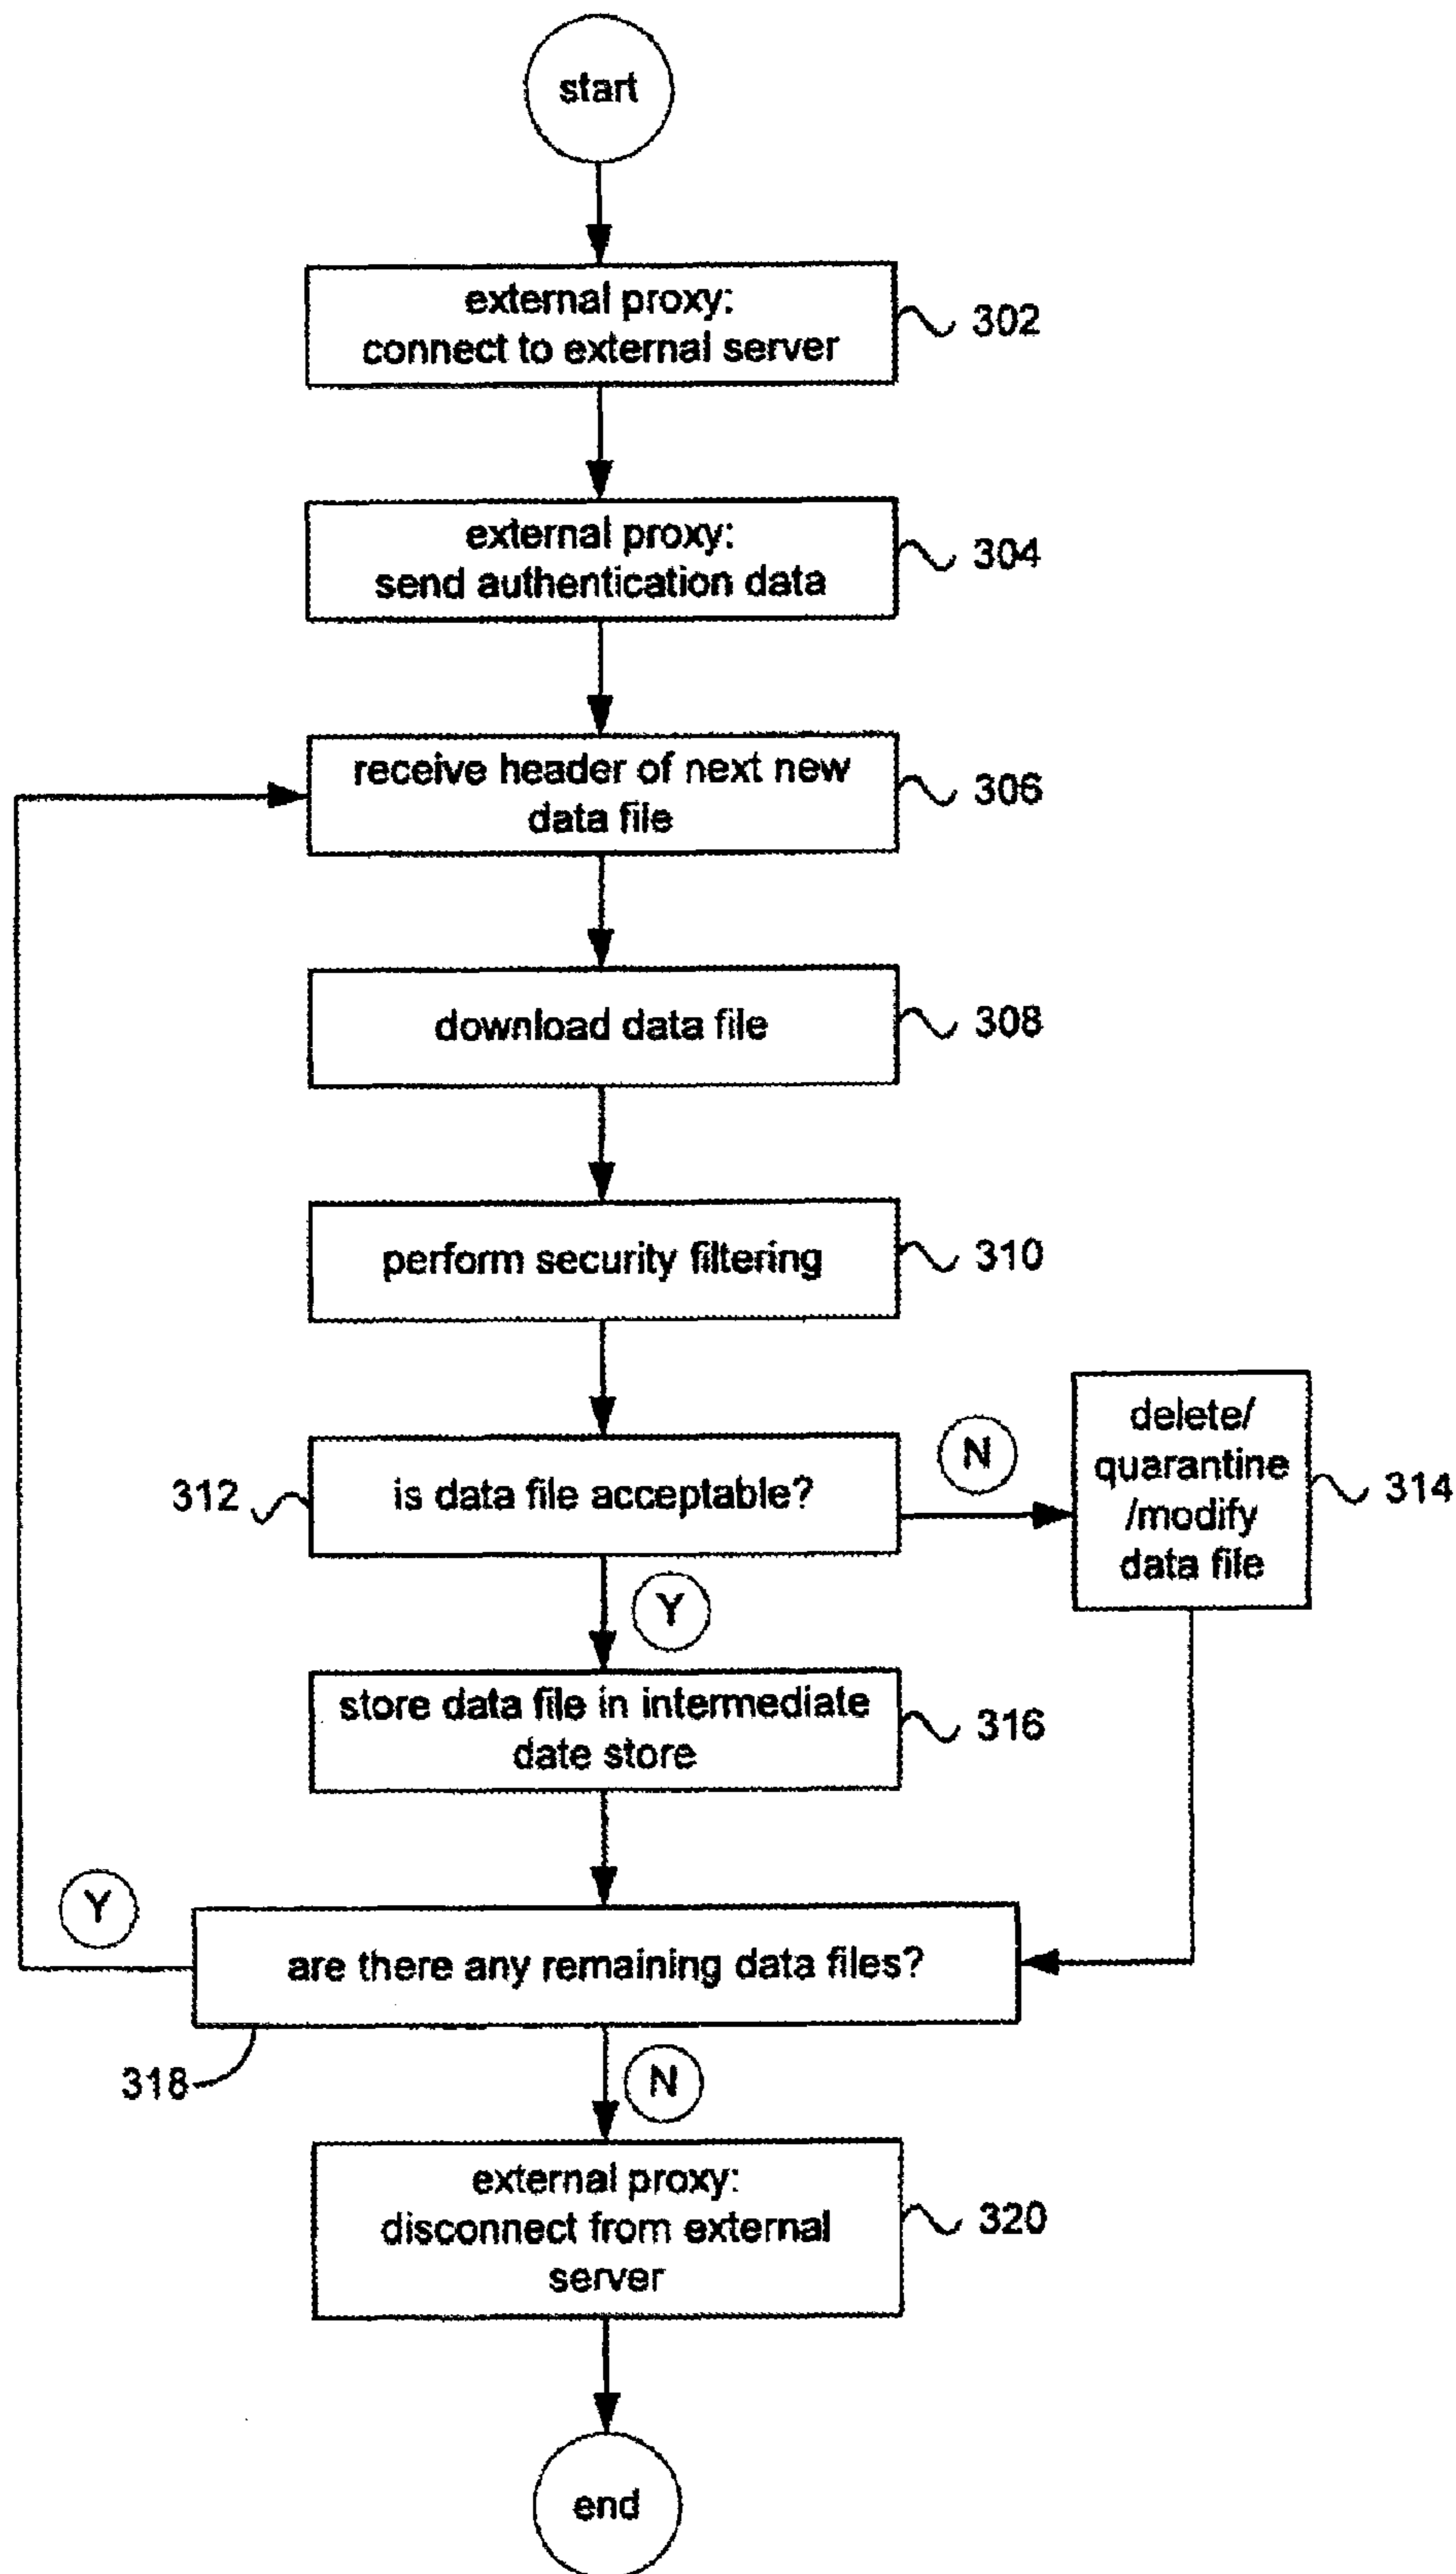 start
external proxy:
connect to external server
302
external proxy:
send authentication data
304
receive header of next new
data file
306
download data file
308
perform security filtering
310
312
is data file acceptable?
N
delete/
quarantine
/modify
data file
314
Y
store data file in intermediate
date store
316
Y
are there any remaining data files?
318
N
external proxy:
disconnect from external
server
320
end